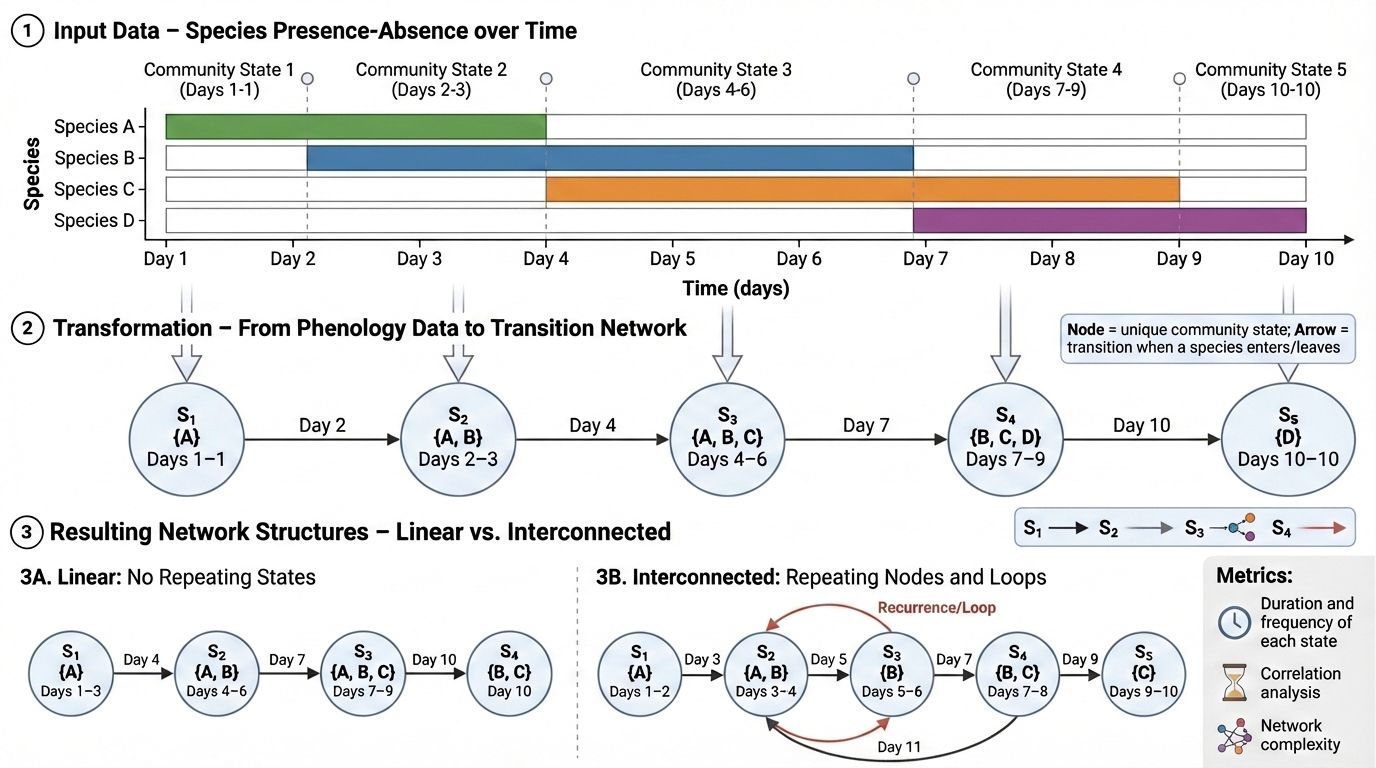 1 Input Data – Species Presence-Absence over Time
Community State 1
(Days 1-1)
Community State 2
(Days 2-3)
Community State 3
(Days 4-6)
Community State 4
(Days 7-9)
Community State 5
(Days 10-10)
Species
Species A
Species B
Species C
Species D
Day 1 Day 2 Day 3 Day 4 Day 5 Day 6 Day 7 Day 8 Day 9 Day 10
Time (days)
2 Transformation – From Phenology Data to Transition Network
Node = unique community state; Arrow =
transition when a species enters/leaves
S₁
{A}
Days 1–1
Day 2
S₂
{A, B}
Days 2–3
Day 4
S₃
{A, B, C}
Days 4–6
Day 7
S₄
{B, C, D}
Days 7–9
Day 10
S₅
{D}
Days 10–10
3 Resulting Network Structures – Linear vs. Interconnected
S₁ S₂ S₃ S₄
3A. Linear: No Repeating States
S₁
{A}
Days 1–3
Day 4
S₂
{A, B}
Days 4–6
Day 7
S₃
{A, B, C}
Days 7–9
Day 10
S₄
{B, C}
Day 10
3B. Interconnected: Repeating Nodes and Loops
Recurrence/Loop
S₁
{A}
Days 1–2
Day 3
S₂
{A, B}
Days 3–4
Day 5
S₃
{B}
Days 5–6
Day 7
S₄
{B, C}
Days 7–8
Day 9
S₅
{C}
Days 9–10
Day 11
Metrics:
Duration and
frequency of
each state
Correlation
analysis
Network
complexity